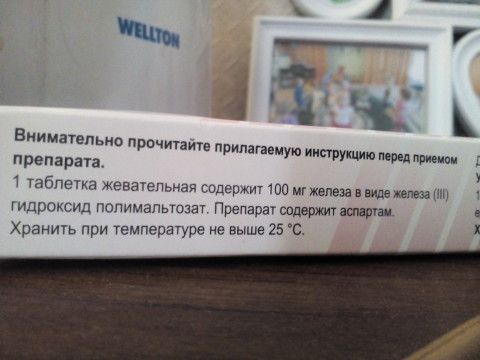 WELLTON
Внимательно прочитайте прилагаемую инструкцию перед приемом
препарата.
1 таблетка жевательная содержит 100 мг железа в виде железа (III)
гидроксид полимальтозат. Препарат содержит аспартам.
Хранить при температуре не выше 25 °C.